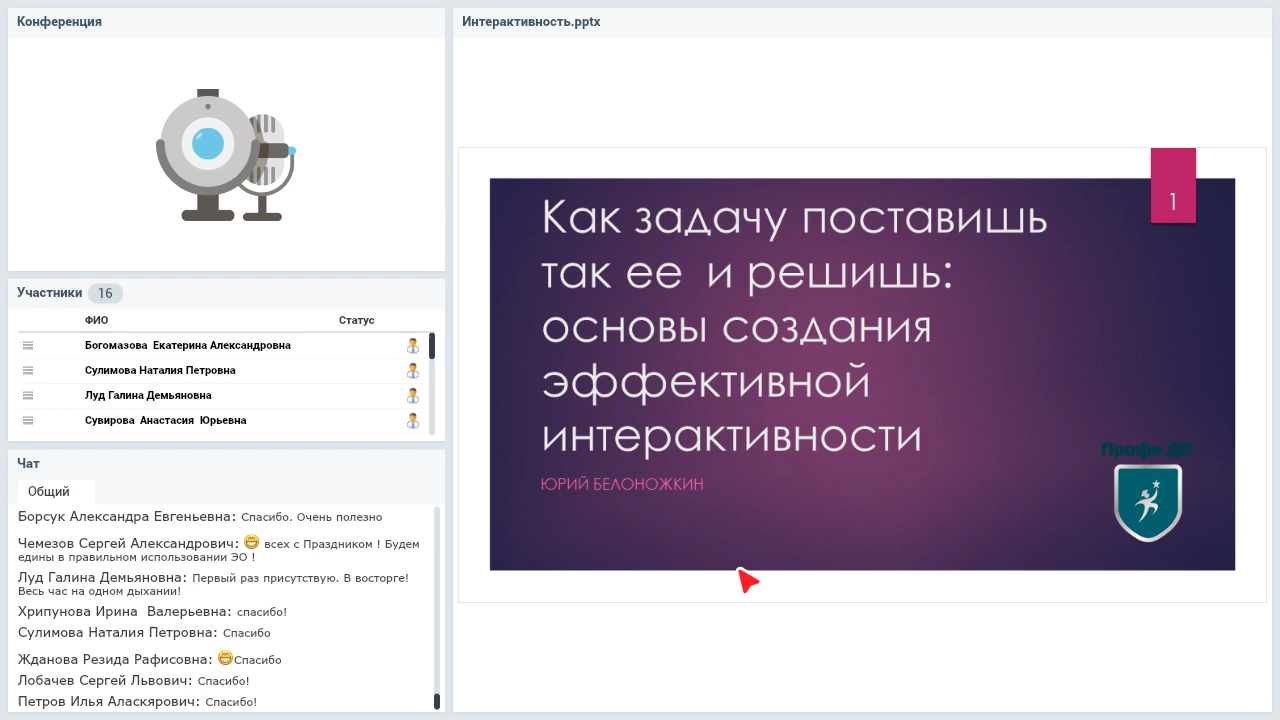 Конференция
Участники 16
ФИО Статус
Богомазова Екатерина Александровна
Сулимова Наталия Петровна
Луд Галина Демьяновна
Сувирова Анастасия Юрьевна
Чат
Общий
Борсук Александра Евгеньевна: Спасибо. Очень полезно
Чемезов Сергей Александрович: 😁 всех с Праздником ! Будем
едины в правильном использовании ЭО !
Луд Галина Демьяновна: Первый раз присутствую. В восторге!
Весь час на одном дыхании!
Хрипунова Ирина Валерьевна: спасибо!
Сулимова Наталия Петровна: Спасибо
Жданова Резида Рафисовна: 😁Спасибо
Лобачев Сергей Львович: Спасибо!
Петров Илья Аласкярович: Спасибо!
Интерактивность.pptx
1
Как задачу поставишь
так ее и решишь:
основы создания
эффективной
интерактивности
ЮРИЙ БЕЛОНОЖКИН
Профи ДО